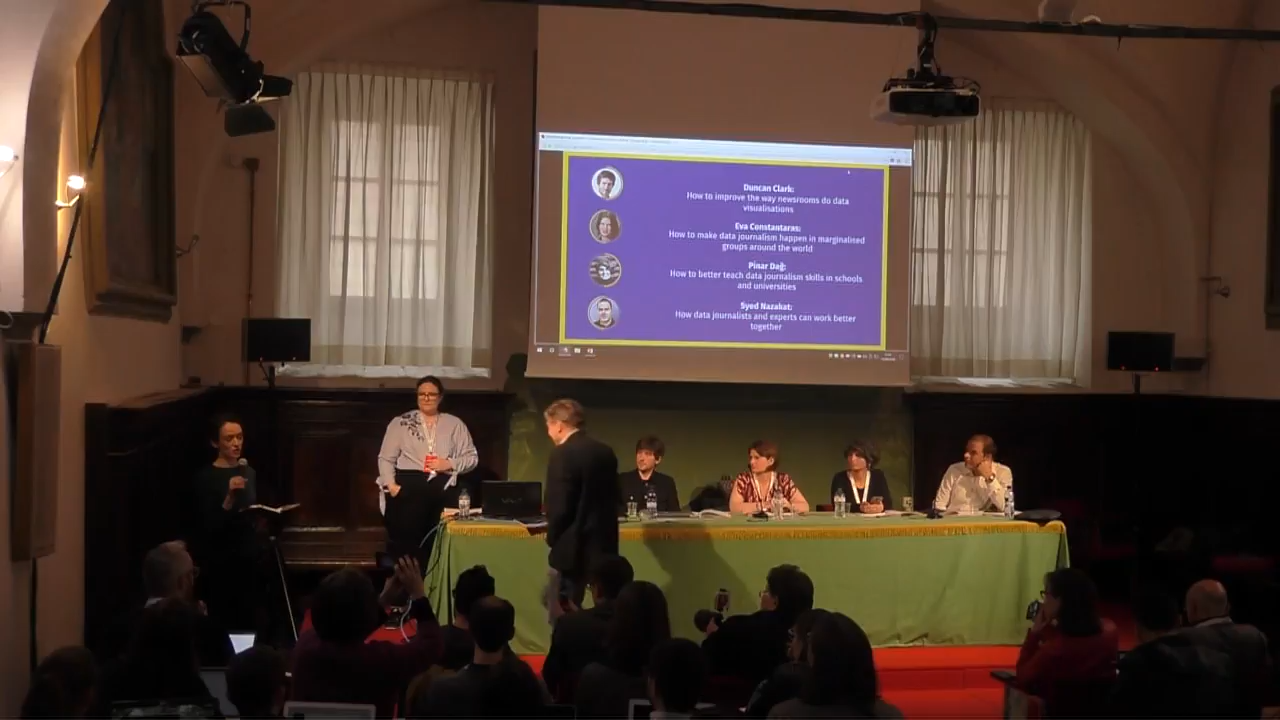 Duncan Clark:
How to improve the way newsrooms do data
visualisations
Eva Constantaras:
How to make data journalism happen in marginalised
groups around the world
Pinar Dağ:
How to better teach data journalism skills in schools
and universities
Syed Nazakat:
How data journalists and experts can work better
together